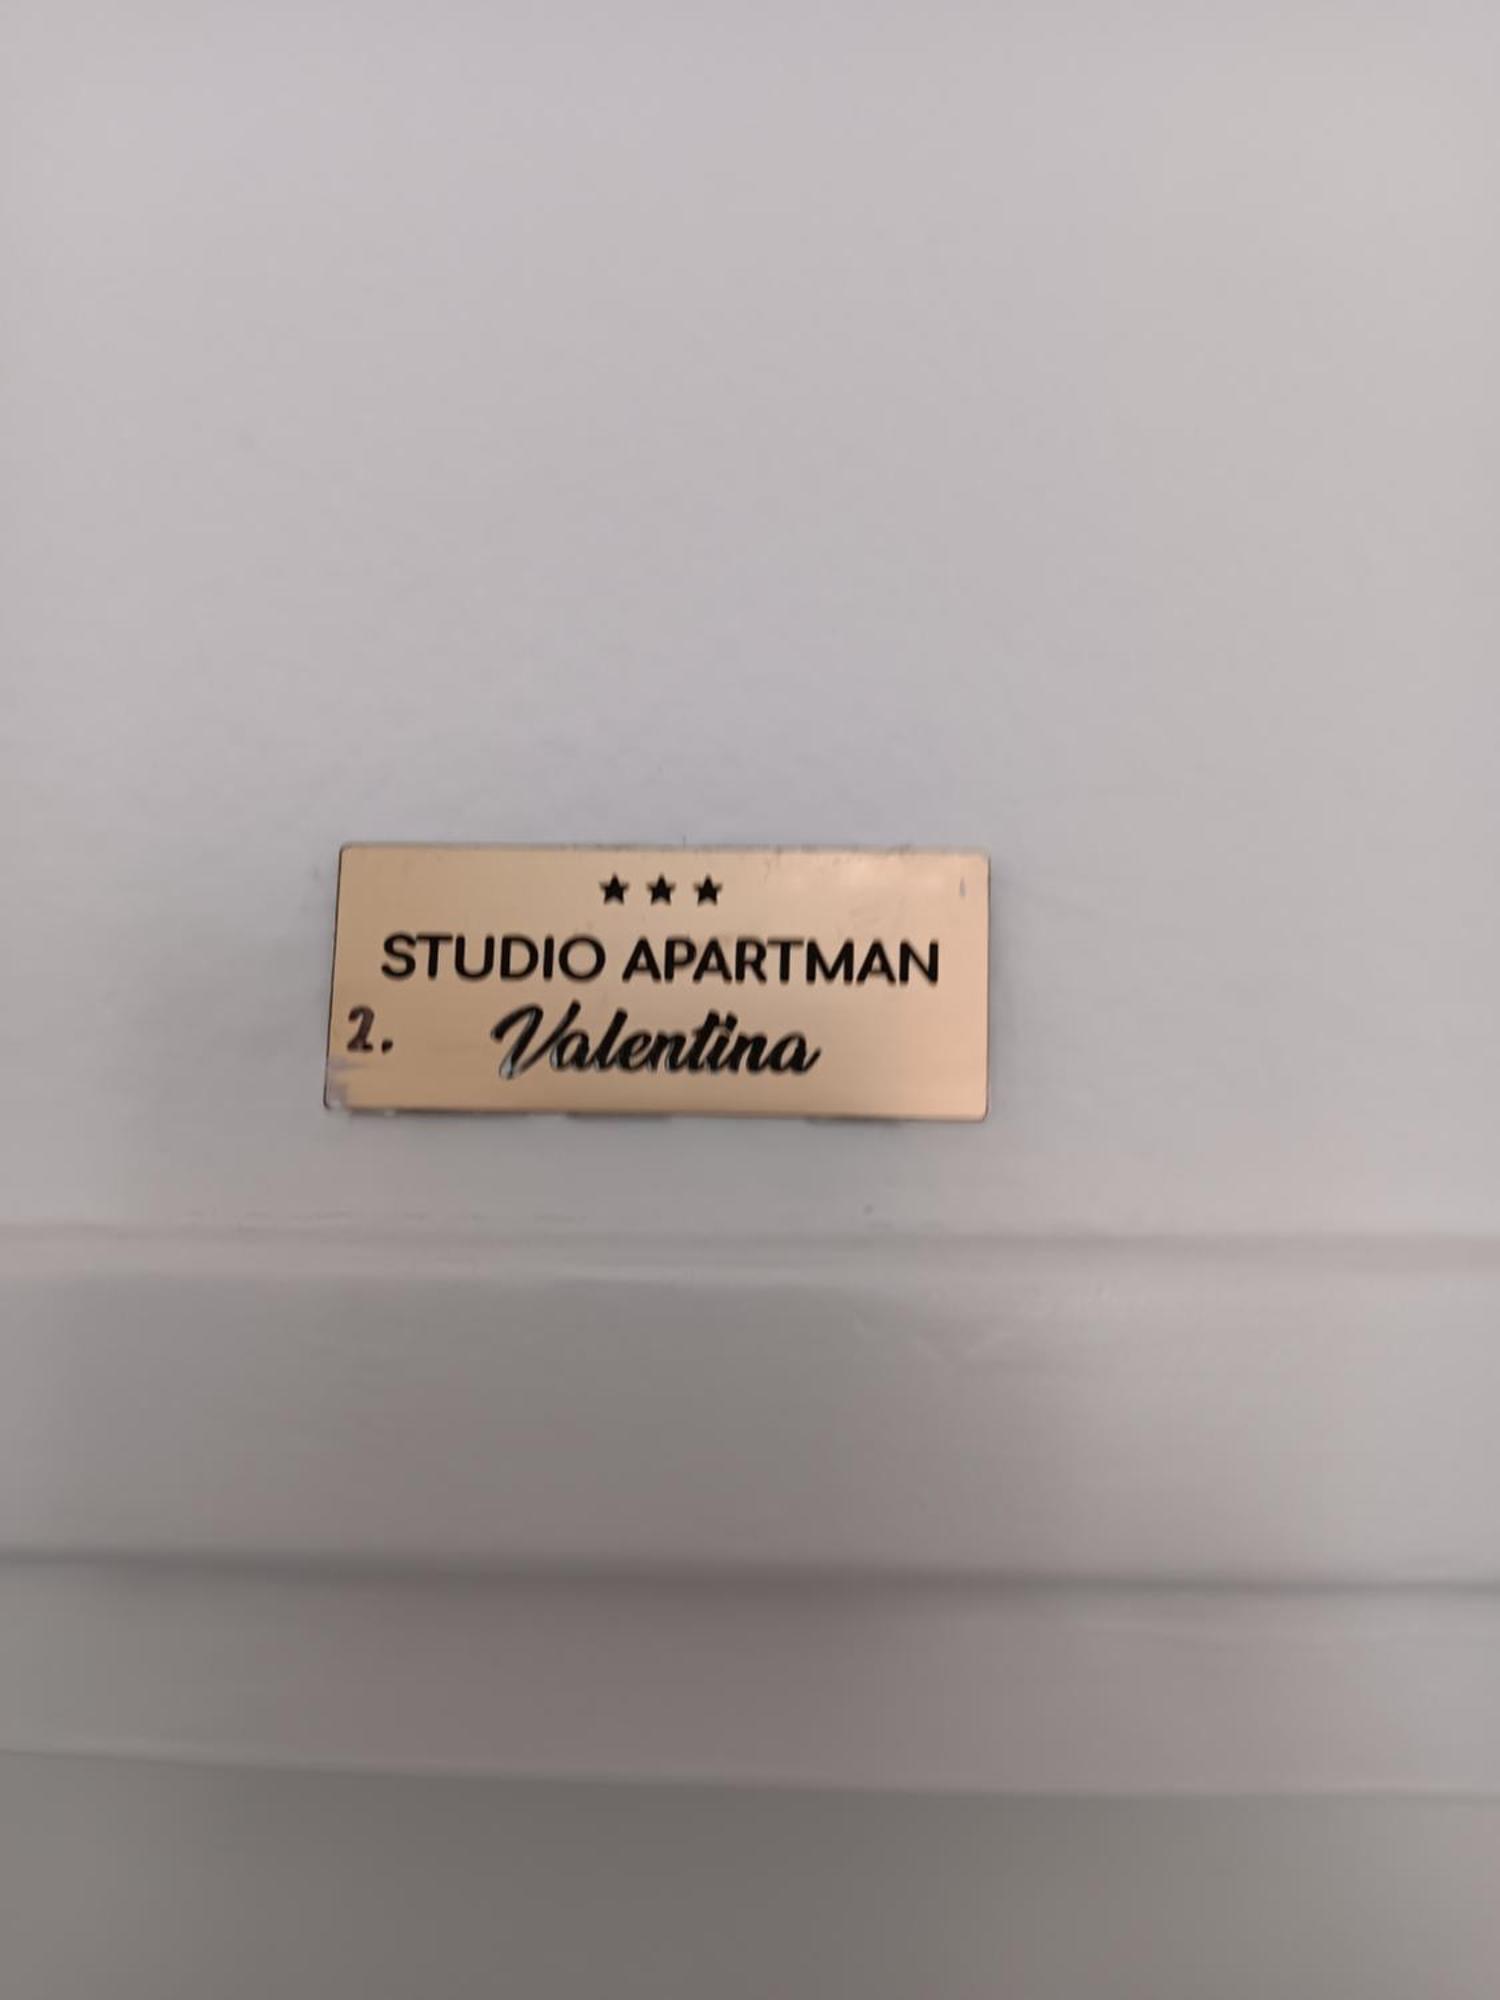 ★ ★ ★
STUDIO APARTMAN
2. Valentina